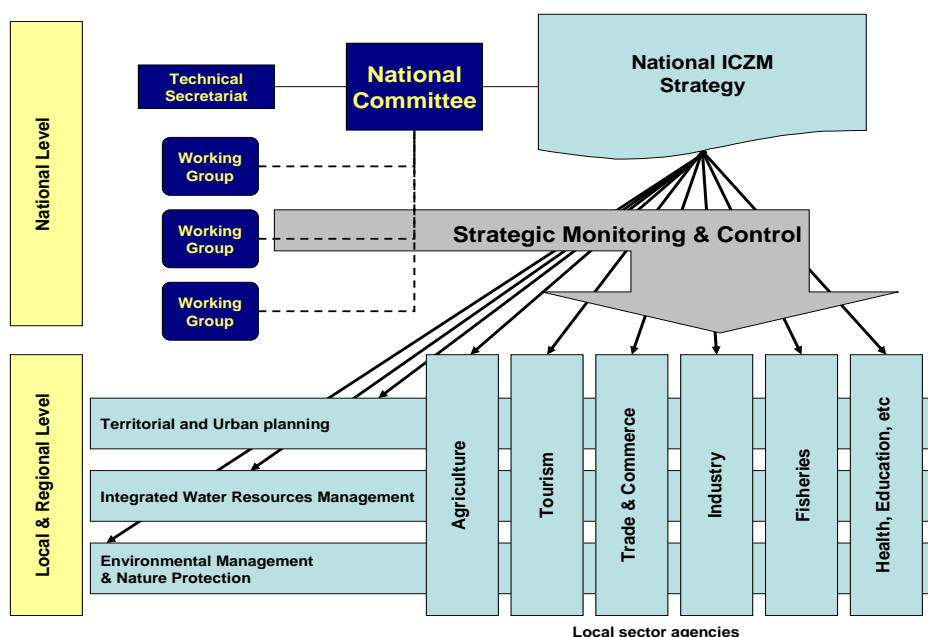 National Level
Technical
Secretariat
National
Committee
National ICZM
Strategy
Working
Group
Working
Group
Working
Group
Strategic Monitoring & Control
Local & Regional Level
Territorial and Urban planning
Integrated Water Resources Management
Environmental Management
& Nature Protection
Agriculture
Tourism
Trade & Commerce
Industry
Fisheries
Health, Education, etc
Local sector agencies